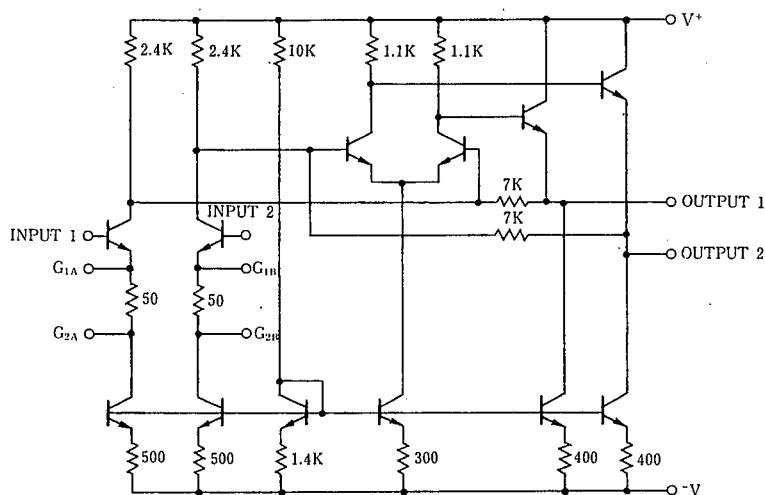 V+
2.4K 2.4K 10K 1.1K 1.1K
7K
OUTPUT 1
7K
INPUT 1
INPUT 2
OUTPUT 2
G1A G1B
50 50
G2A G2B
500 500 1.4K 300 400 400
-V